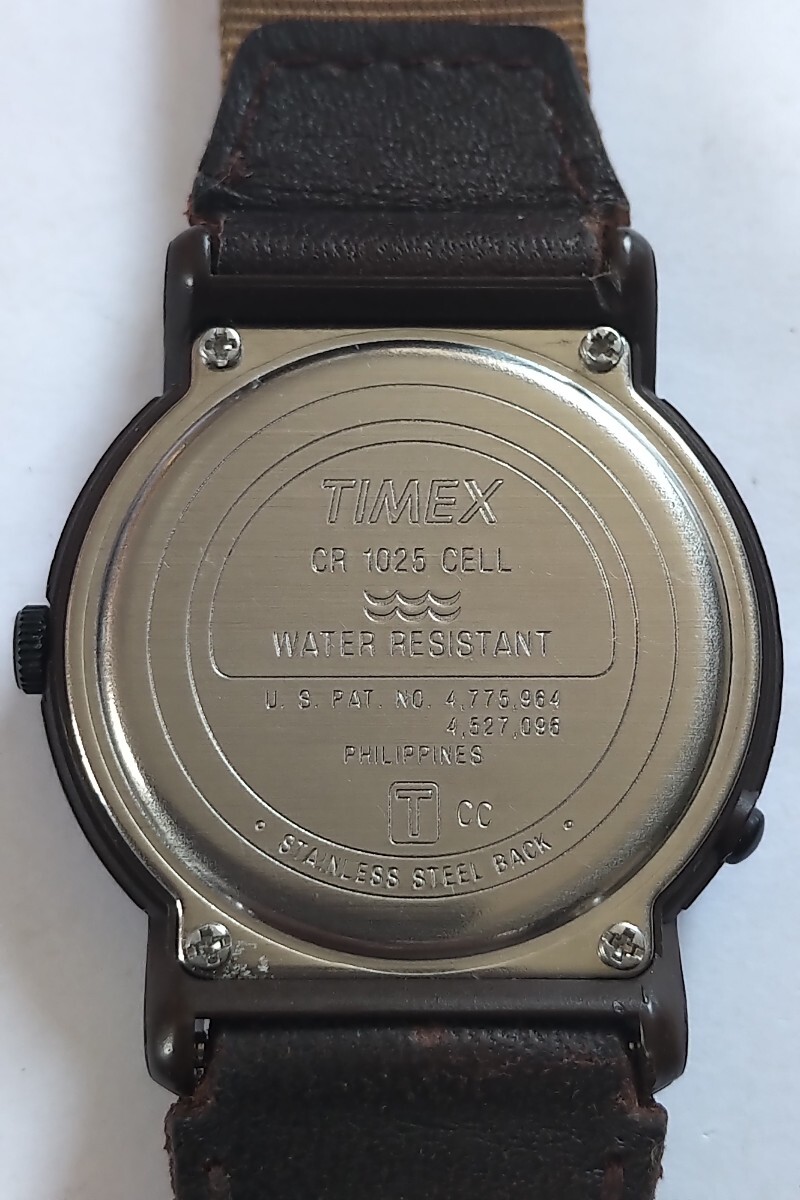 TIMEX
CR 1025 CELL
WATER RESISTANT
U. S. PAT. NO. 4,775,964
4,527,096
PHILIPPINES
T CC
• STAINLESS STEEL BACK •